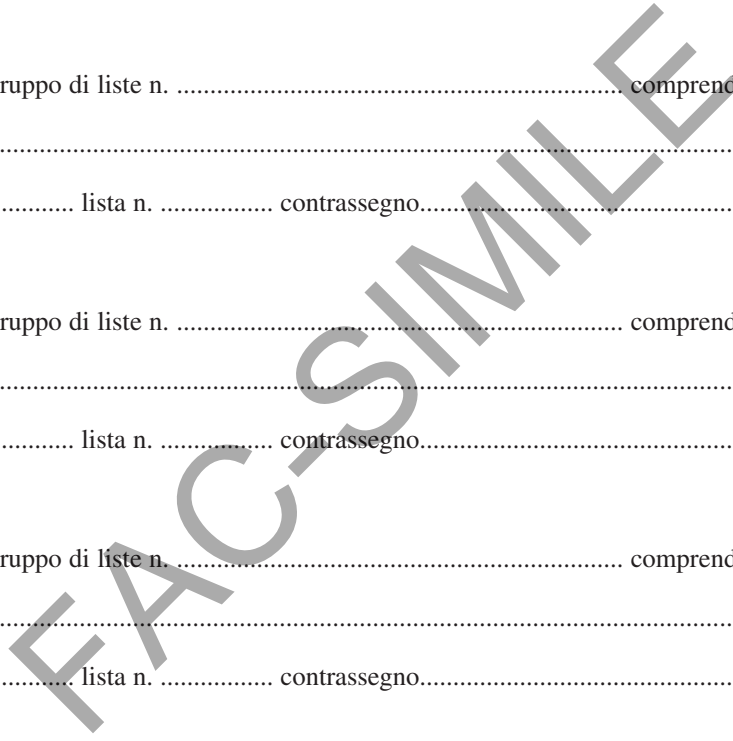 ruppo di liste n. .................................................................. comprend
..............................................................................................................
........... lista n. ................. contrassegno...............................................
ruppo di liste n. .................................................................. comprend
..............................................................................................................
........... lista n. ................. contrassegno...............................................
ruppo di liste n. .................................................................. comprend
..............................................................................................................
........... lista n. ................. contrassegno...............................................
FAC-SIMILE